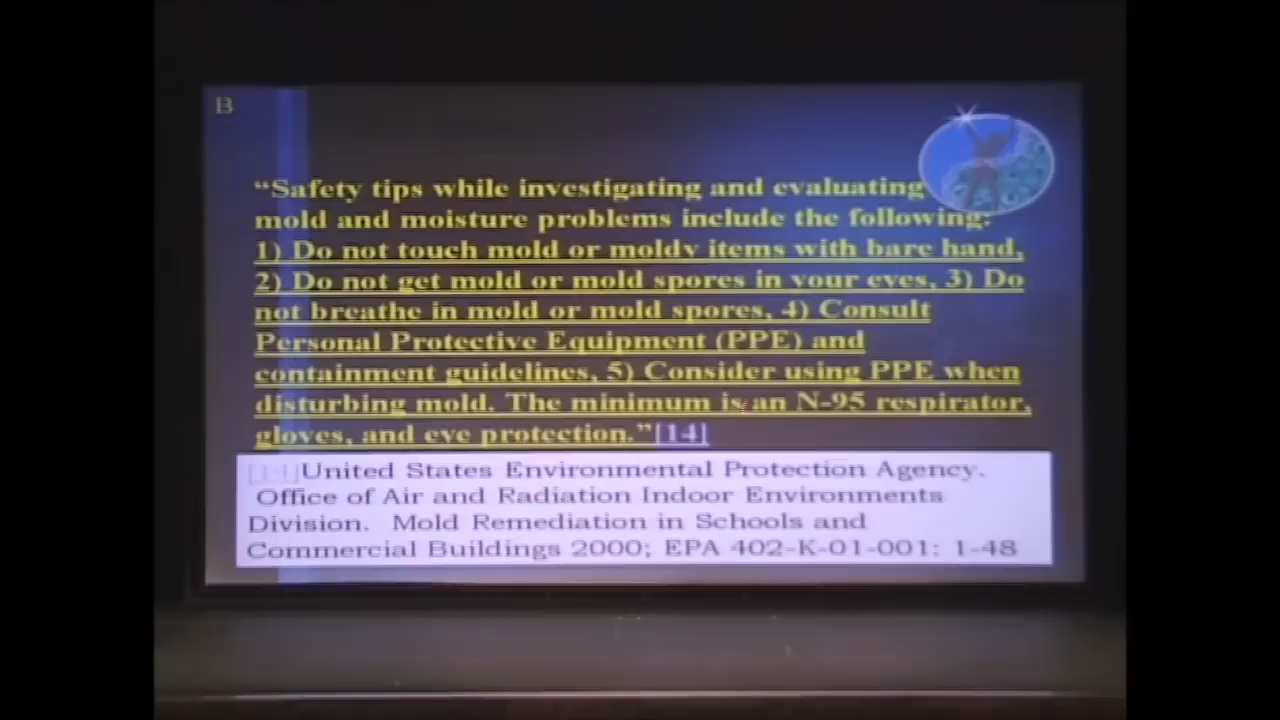 B
“Safety tips while investigating and evaluating
mold and moisture problems include the following:
1) Do not touch mold or moldy items with bare hand,
2) Do not get mold or mold spores in your eyes, 3) Do
not breathe in mold or mold spores, 4) Consult
Personal Protective Equipment (PPE) and
containment guidelines, 5) Consider using PPE when
disturbing mold. The minimum is an N-95 respirator,
gloves, and eye protection.”[14]
[14]United States Environmental Protection Agency.
Office of Air and Radiation Indoor Environments
Division. Mold Remediation in Schools and
Commercial Buildings 2000; EPA 402-K-01-001: 1-48